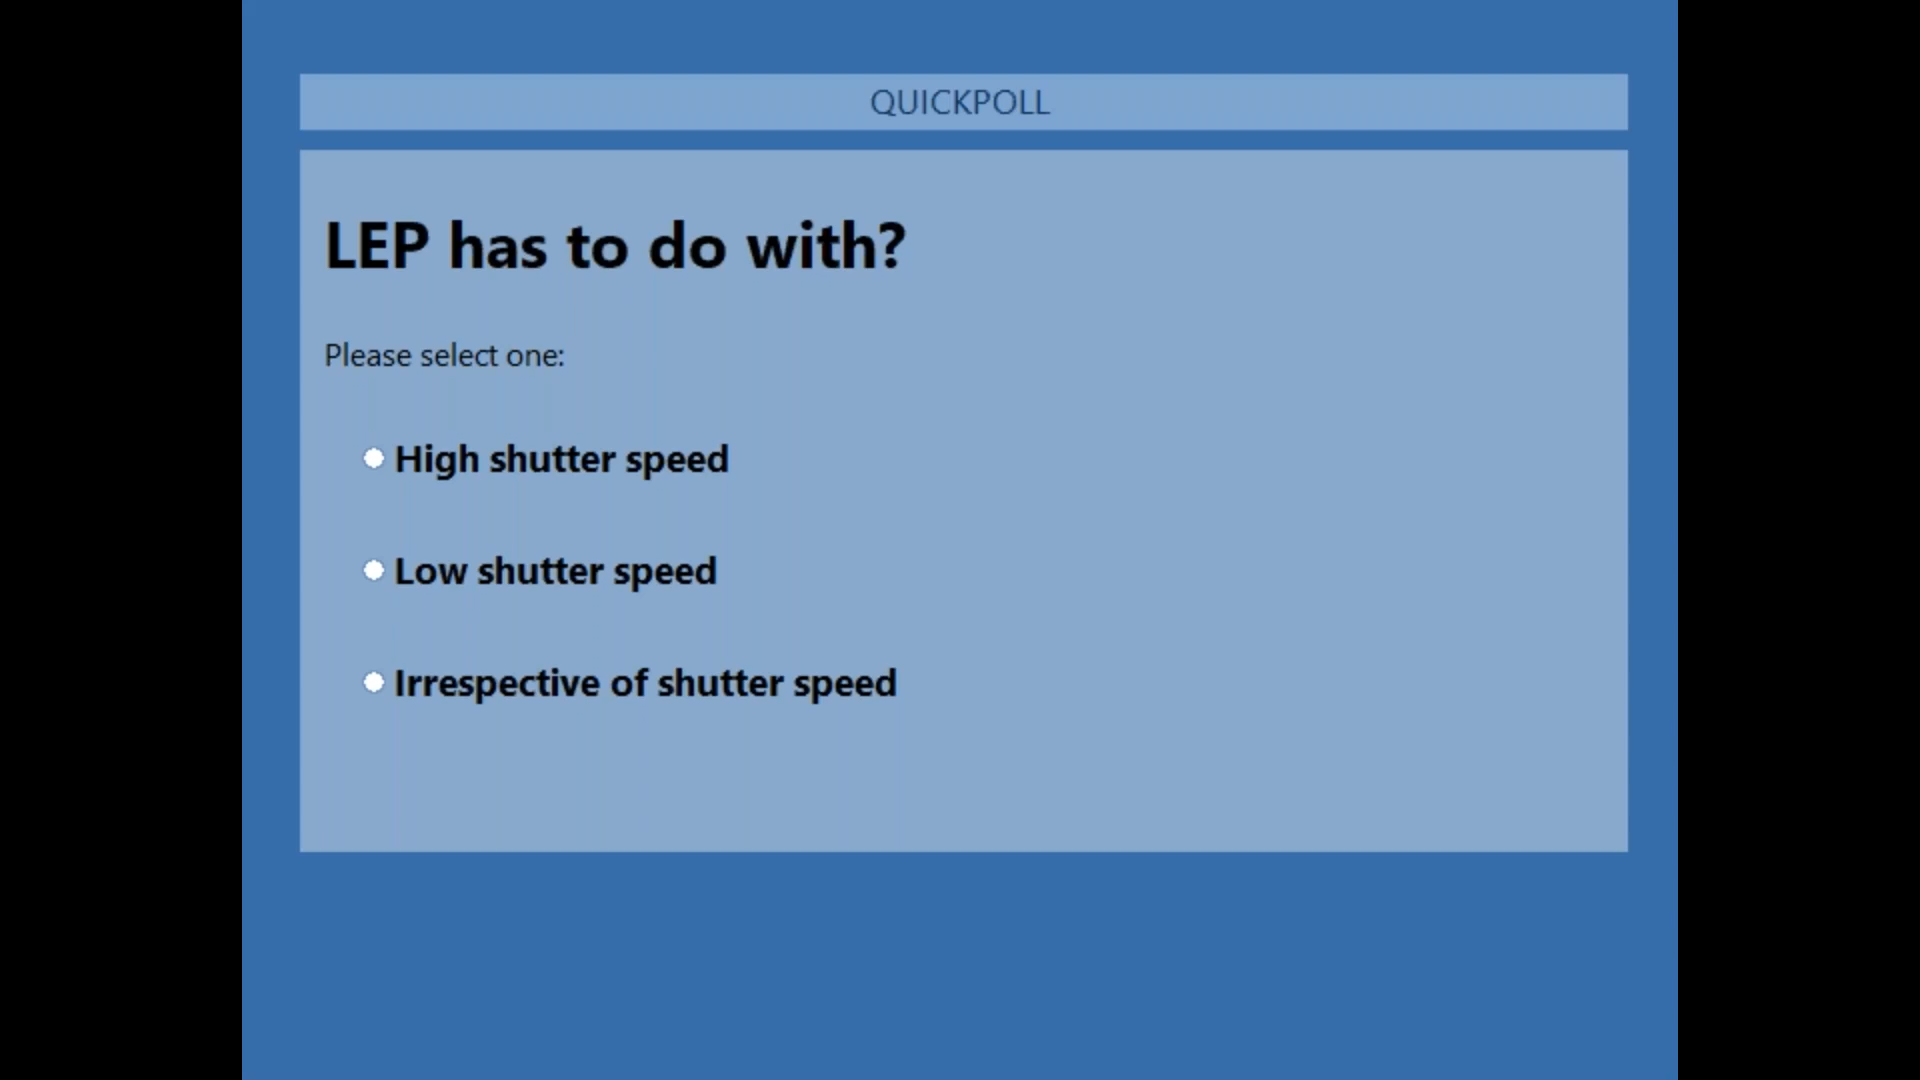 QUICKPOLL
LEP has to do with?
Please select one:
High shutter speed
Low shutter speed
Irrespective of shutter speed